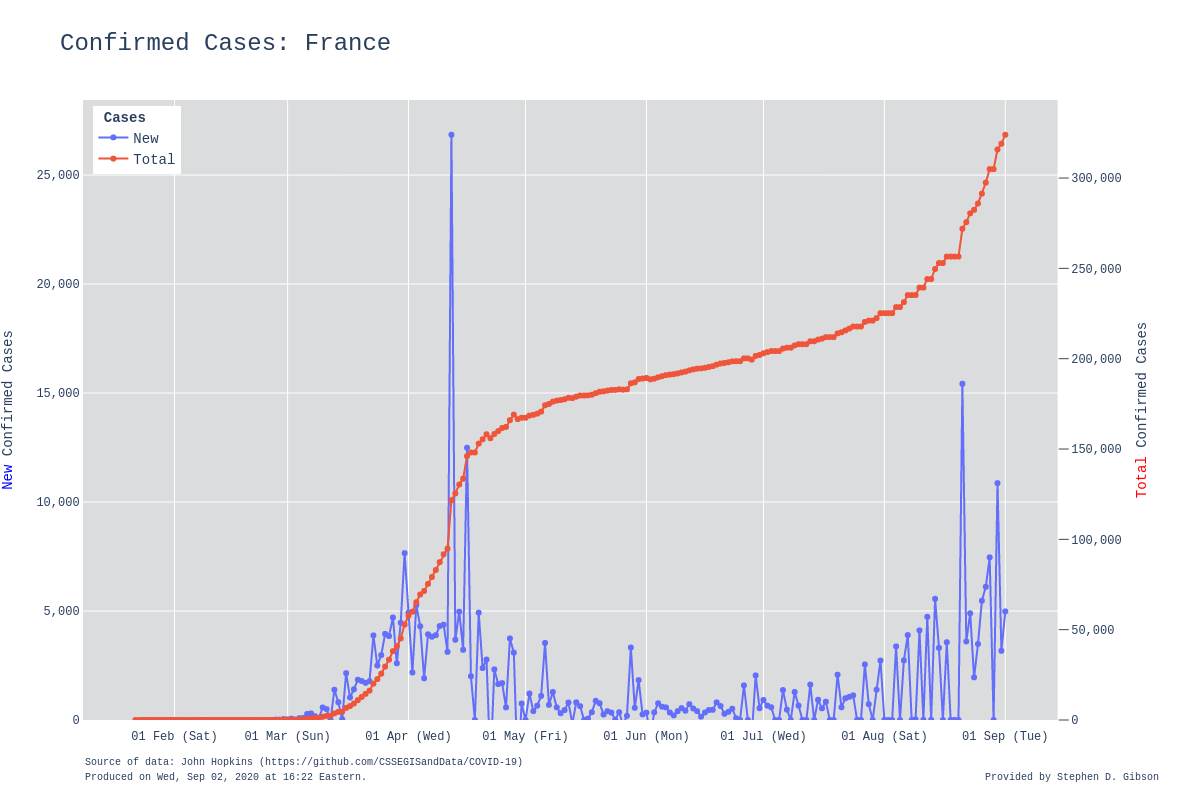 Confirmed Cases: France
Cases
New
Total
25,000
20,000
15,000
10,000
5,000
0
New Confirmed Cases
300,000
250,000
200,000
150,000
100,000
50,000
0
Total Confirmed Cases
01 Feb (Sat) 01 Mar (Sun) 01 Apr (Wed) 01 May (Fri) 01 Jun (Mon) 01 Jul (Wed) 01 Aug (Sat) 01 Sep (Tue)
Source of data: John Hopkins (https://github.com/CSSEGISandData/COVID-19)
Produced on Wed, Sep 02, 2020 at 16:22 Eastern.
Provided by Stephen D. Gibson